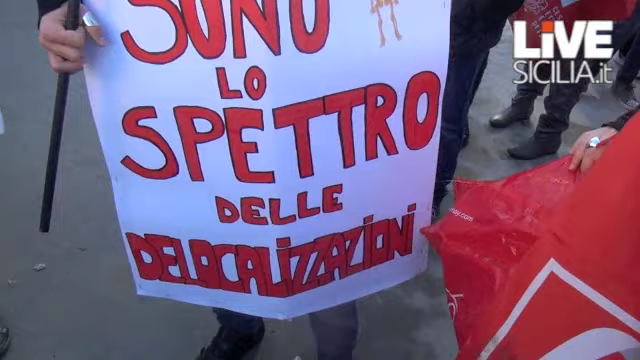 SONO
LO
SPETTRO
DELLE
DELOCALIZZAZIONI
LIVE
SICILIA.it